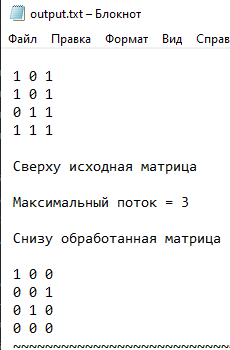 output.txt – Блокнот
Файл Правка Формат Вид Справ
1 0 1
1 0 1
0 1 1
1 1 1
Сверху исходная матрица
Максимальный поток = 3
Снизу обработанная матрица
1 0 0
0 0 1
0 1 0
0 0 0
~~~~~~~~~~~~~~~~~~~~~~~~~~~~